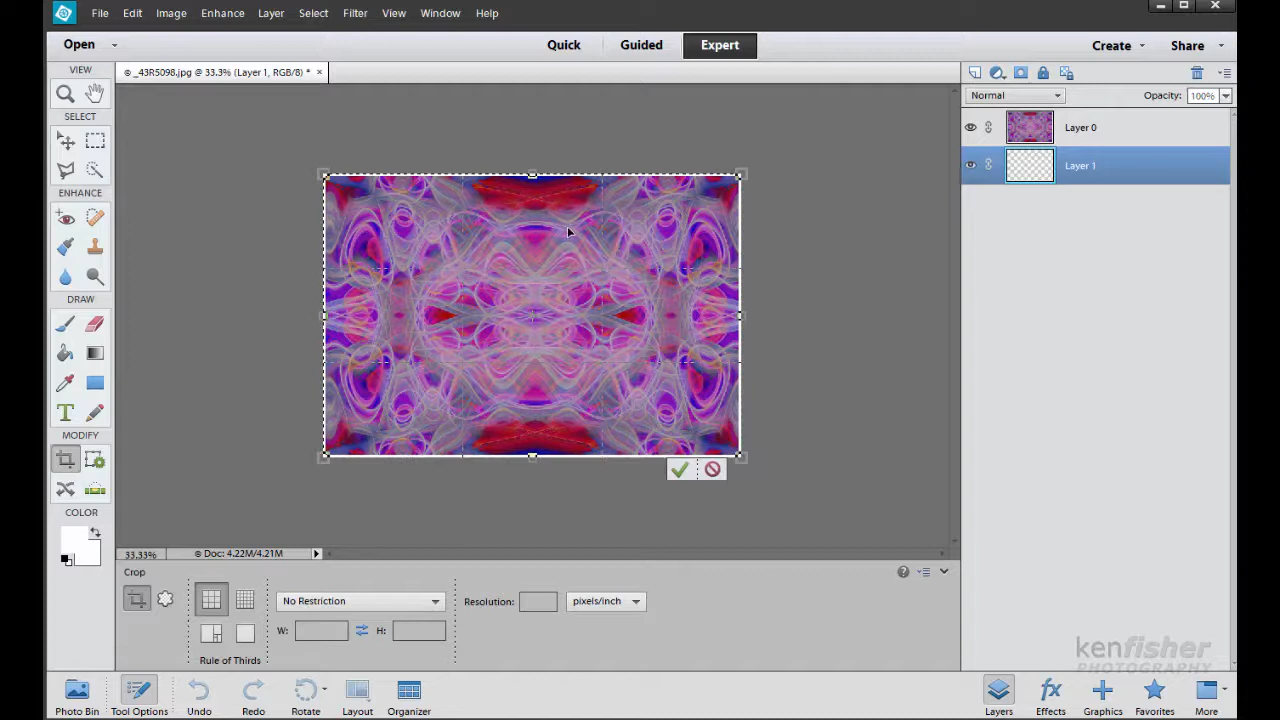 File Edit Image Enhance Layer Select Filter View Window Help
Open Quick Guided Expert Create Share
_43R5098.jpg @ 33.3% (Layer 1, RGB/8) * ×
VIEW
SELECT
ENHANCE
DRAW
MODIFY
COLOR
Normal Opacity: 100%
Layer 0
Layer 1
33.33% Doc: 4.22M/4.21M
Crop
No Restriction Resolution: pixels/inch
W: H:
Rule of Thirds
kenfisher
PHOTOGRAPHY
Photo Bin Tool Options Undo Redo Rotate Layout Organizer Layers Effects Graphics Favorites More